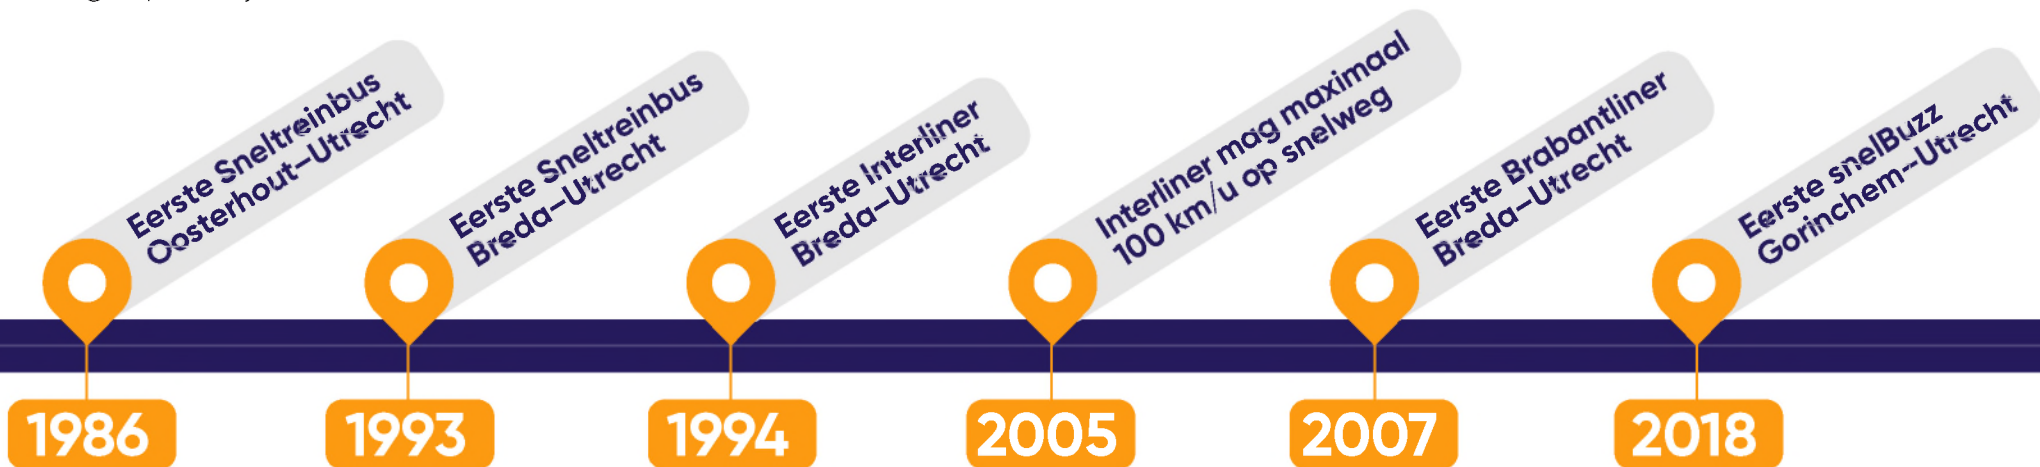 Eerste Sneltreinbus
Oosterhout–Utrecht
Eerste Sneltreinbus
Breda–Utrecht
Eerste Interliner
Breda–Utrecht
Interliner mag maximaal
100 km/u op snelweg
Eerste Brabantliner
Breda–Utrecht
Eerste snelBuzz
Gorinchem--Utrecht
1986
1993
1994
2005
2007
2018